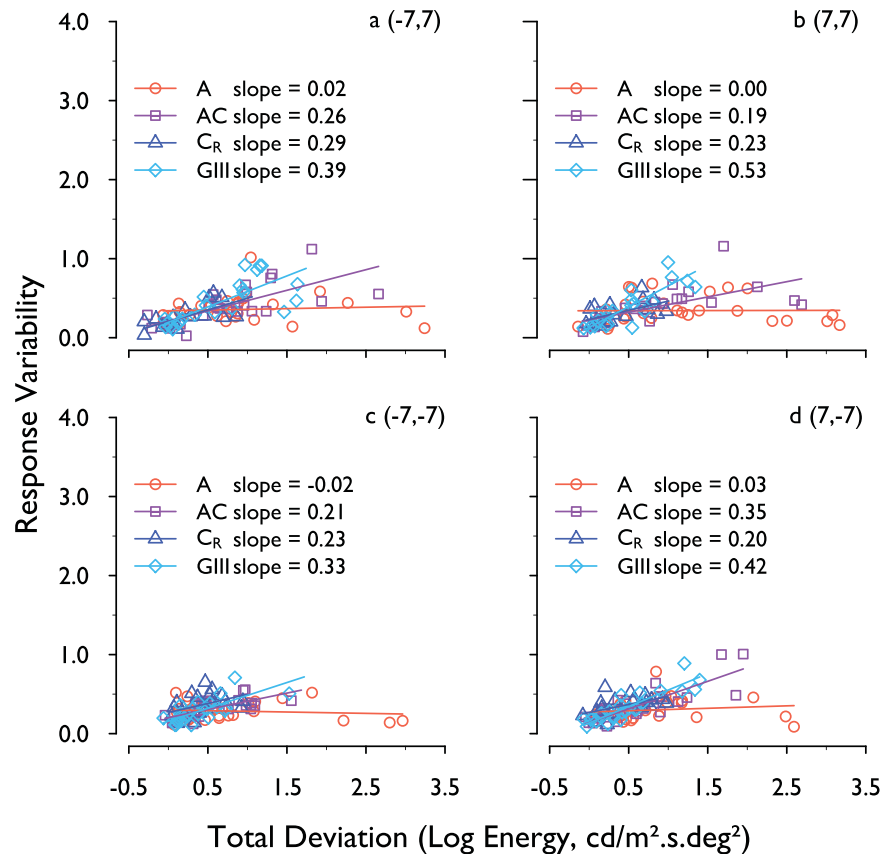 a (-7,7)
4.0
3.0
2.0
1.0
0.0
A slope = 0.02
AC slope = 0.26
CR slope = 0.29
GIII slope = 0.39
b (7,7)
A slope = 0.00
AC slope = 0.19
CR slope = 0.23
GIII slope = 0.53
Response Variability
c (-7,-7)
4.0
3.0
2.0
1.0
0.0
A slope = -0.02
AC slope = 0.21
CR slope = 0.23
GIII slope = 0.33
d (7,-7)
A slope = 0.03
AC slope = 0.35
CR slope = 0.20
GIII slope = 0.42
-0.5 0.5 1.5 2.5 3.5
-0.5 0.5 1.5 2.5 3.5
Total Deviation (Log Energy, cd/m².s.deg²)